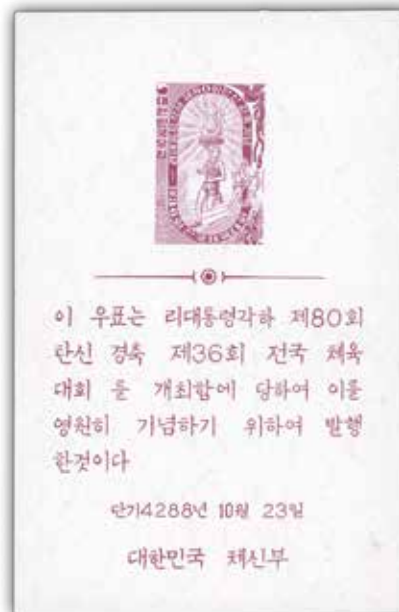 이 우표는 리대통령각하 제80회
탄신 경축 제36회 전국 체육
대회 를 개최함에 당하여 이를
영원히 기념하기 위하여 발행
한것이다
단기4288년 10월 23일
대한민국 체신부